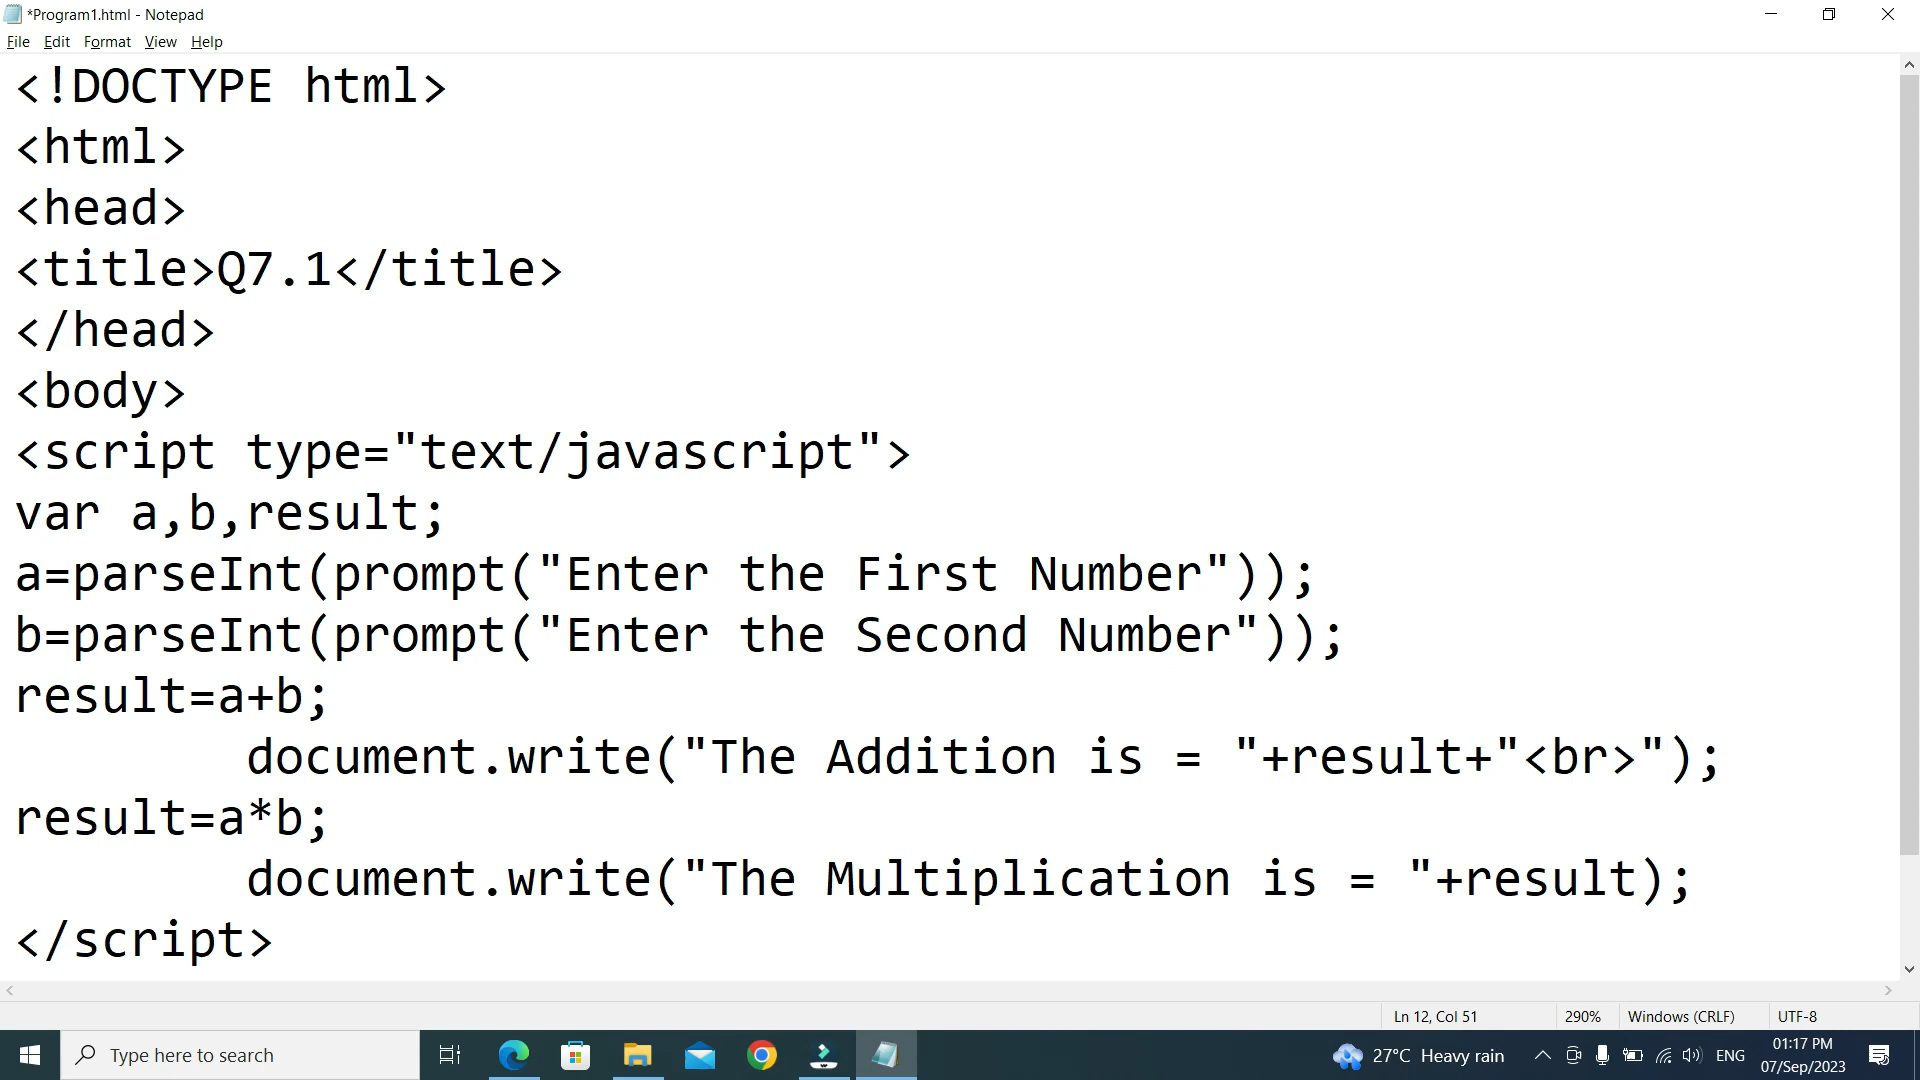 *Program1.html - Notepad
File Edit Format View Help
<!DOCTYPE html>
<html>
<head>
<title>Q7.1</title>
</head>
<body>
<script type="text/javascript">
var a,b,result;
a=parseInt(prompt("Enter the First Number"));
b=parseInt(prompt("Enter the Second Number"));
result=a+b;
        document.write("The Addition is = "+result+"<br>");
result=a*b;
        document.write("The Multiplication is = "+result);
</script>
Ln 12, Col 51 290% Windows (CRLF) UTF-8
Type here to search 27°C Heavy rain ENG 01:17 PM
07/Sep/2023